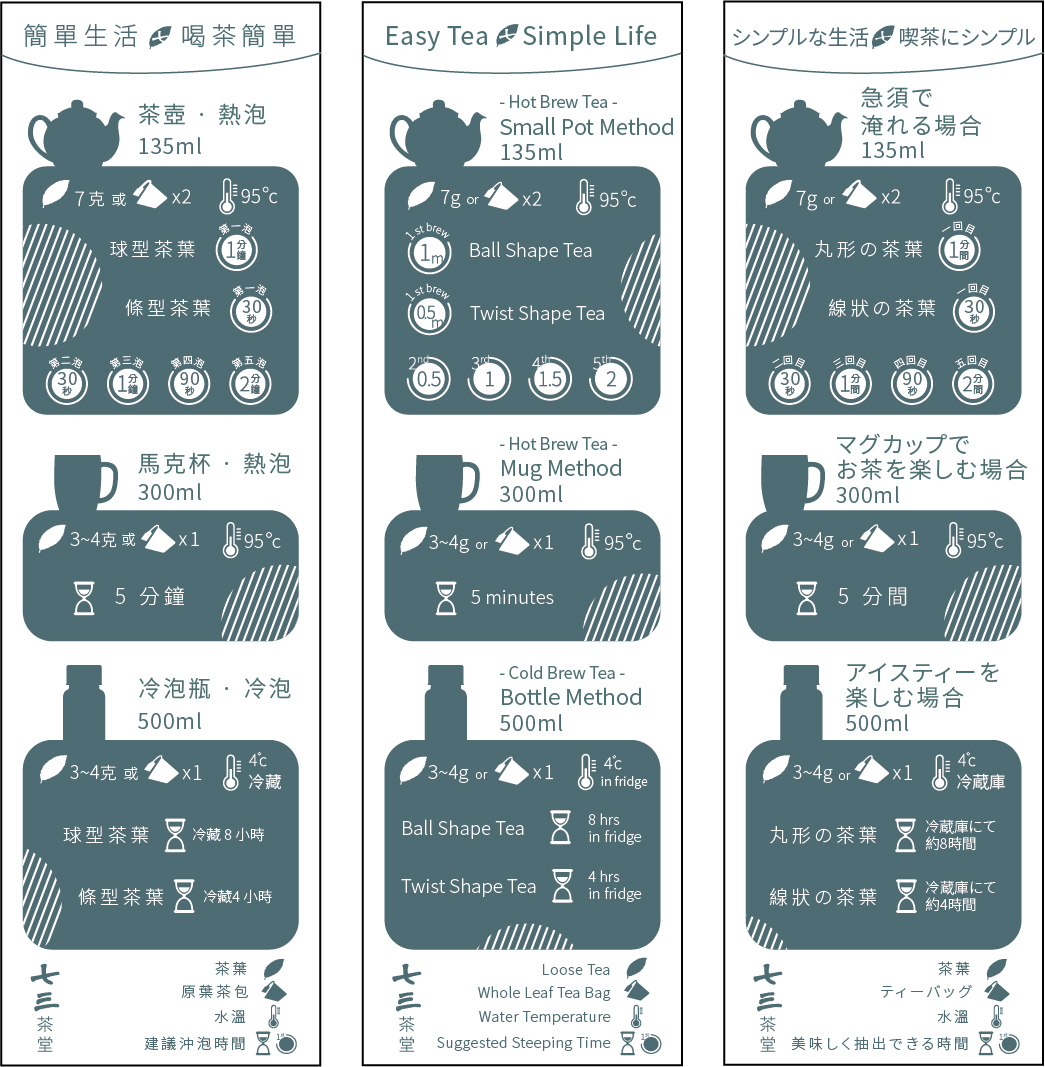 簡單生活 喝茶簡單
茶壺 · 熱泡
135ml
7克 或 x2 95°c
球型茶葉 第一泡 1分鐘
條型茶葉 第一泡 30秒
第二泡 第三泡 第四泡 第五泡
30秒 1分鐘 90秒 2分鐘
馬克杯 · 熱泡
300ml
3~4克 或 x1 95°c
5 分鐘
冷泡瓶 · 冷泡
500ml
3~4克 或 x1 4°c
冷藏
球型茶葉 冷藏 8 小時
條型茶葉 冷藏4 小時
七三茶堂
茶葉
原葉茶包
水溫
建議沖泡時間 1st
Easy Tea Simple Life
- Hot Brew Tea -
Small Pot Method
135ml
7g or x2 95°c
1 st brew 1m Ball Shape Tea
1 st brew 0.5m Twist Shape Tea
2nd 3rd 4th 5th
0.5 1 1.5 2
- Hot Brew Tea -
Mug Method
300ml
3~4g or x1 95°c
5 minutes
- Cold Brew Tea -
Bottle Method
500ml
3~4g or x1 4°c
in fridge
Ball Shape Tea 8 hrs
in fridge
Twist Shape Tea 4 hrs
in fridge
七三茶堂
Loose Tea
Whole Leaf Tea Bag
Water Temperature
Suggested Steeping Time 1st
シンプルな生活 喫茶にシンプル
急須で
淹れる場合
135ml
7g or x2 95°c
丸形の茶葉 一回目 1分間
線狀の茶葉 一回目 30秒
二回目 三回目 四回目 五回目
30秒 1分間 90秒 2分間
マグカップで
お茶を楽しむ場合
300ml
3~4g or x1 95°c
5 分間
アイスティーを
楽しむ場合
500ml
3~4g or x1 4°c
冷蔵庫
丸形の茶葉 冷蔵庫にて
約8時間
線狀の茶葉 冷蔵庫にて
約4時間
七三茶堂
茶葉
ティーバッグ
水溫
美味しく抽出できる時間 1st